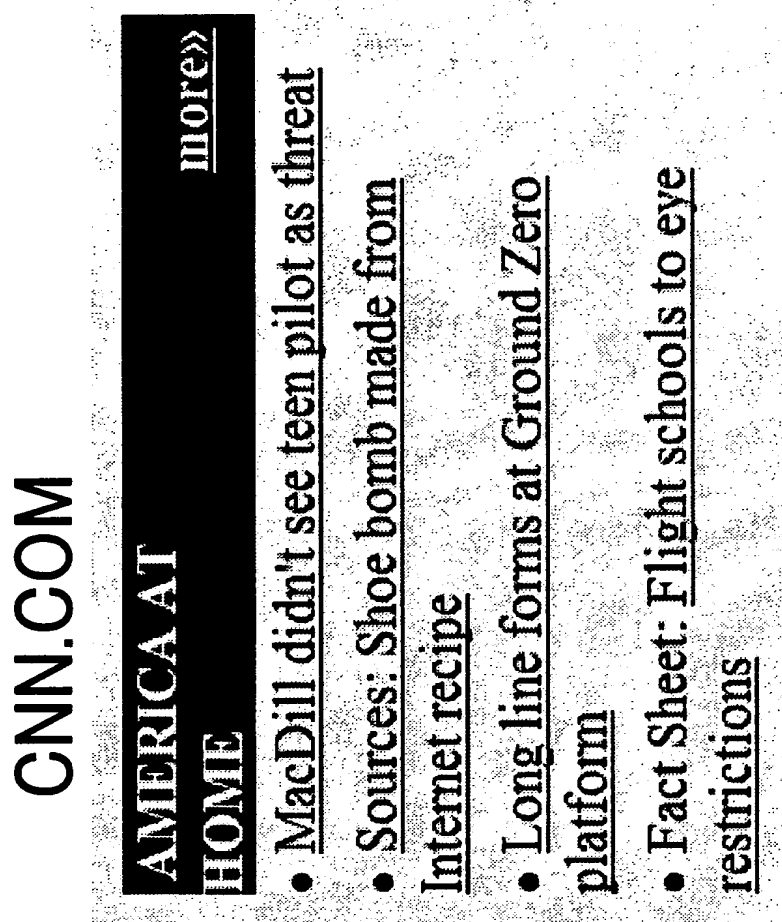 CNN.COM
AMERICA AT
HOME
more»
• MacDill didn't see teen pilot as threat
• Sources: Shoe bomb made from
Internet recipe
• Long line forms at Ground Zero
platform
• Fact Sheet: Flight schools to eye
restrictions